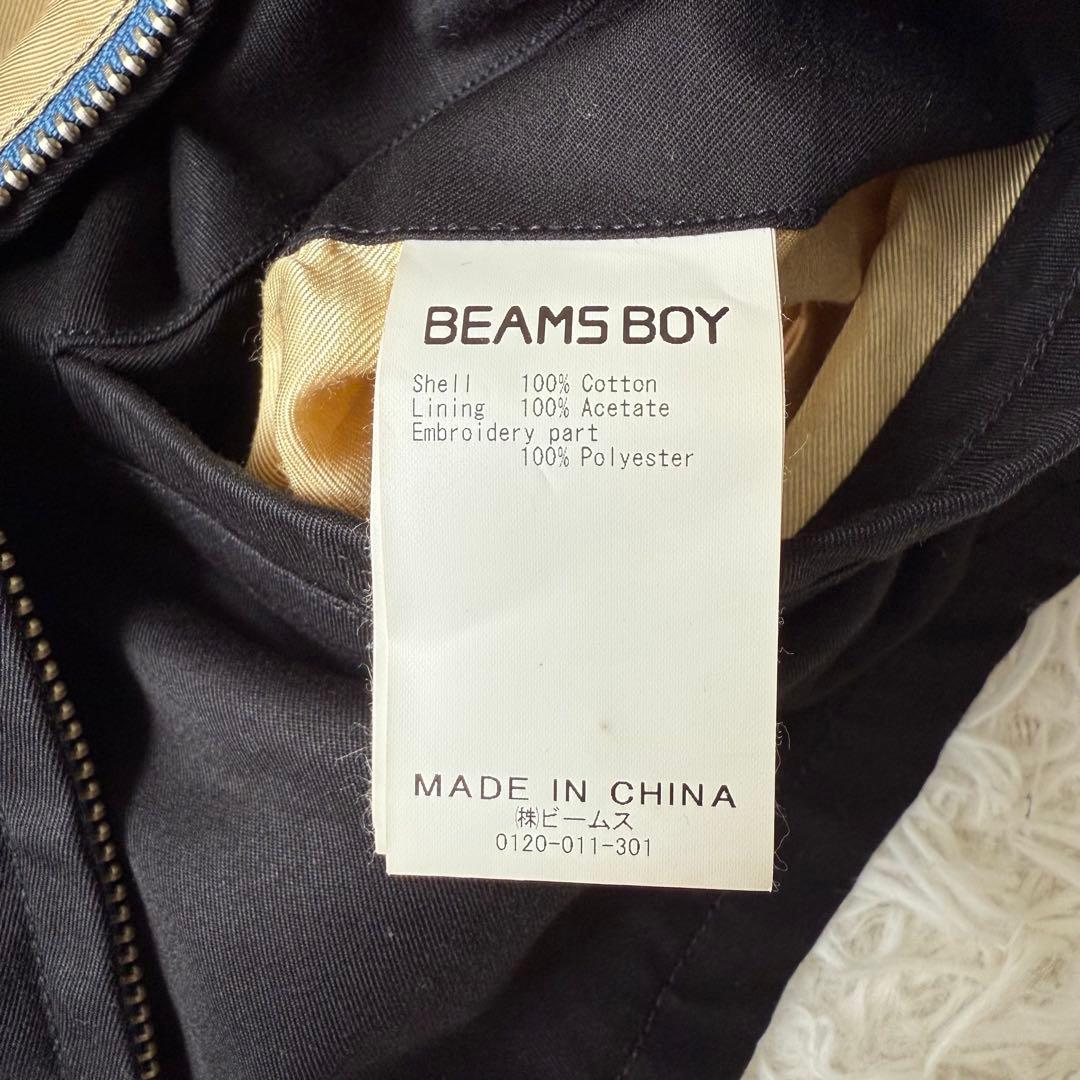 BEAMS BOY
Shell 100% Cotton
Lining 100% Acetate
Embroidery part
100% Polyester
MADE IN CHINA
㈱ビームス
0120-011-301